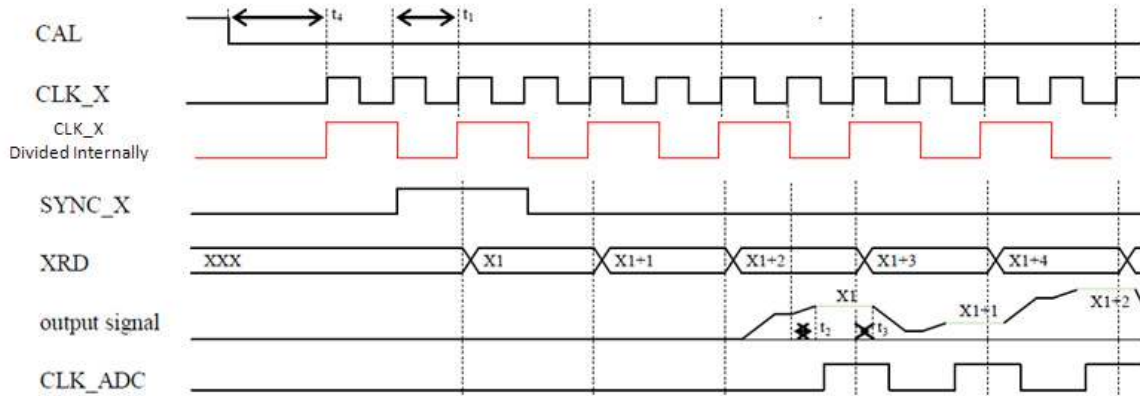 CAL
t4
t1
CLK_X
CLK_X
Divided Internally
SYNC_X
XRD
XXX
X1
X1+1
X1+2
X1+3
X1+4
output signal
X1
X1+1
X1+2
t2
t3
CLK_ADC